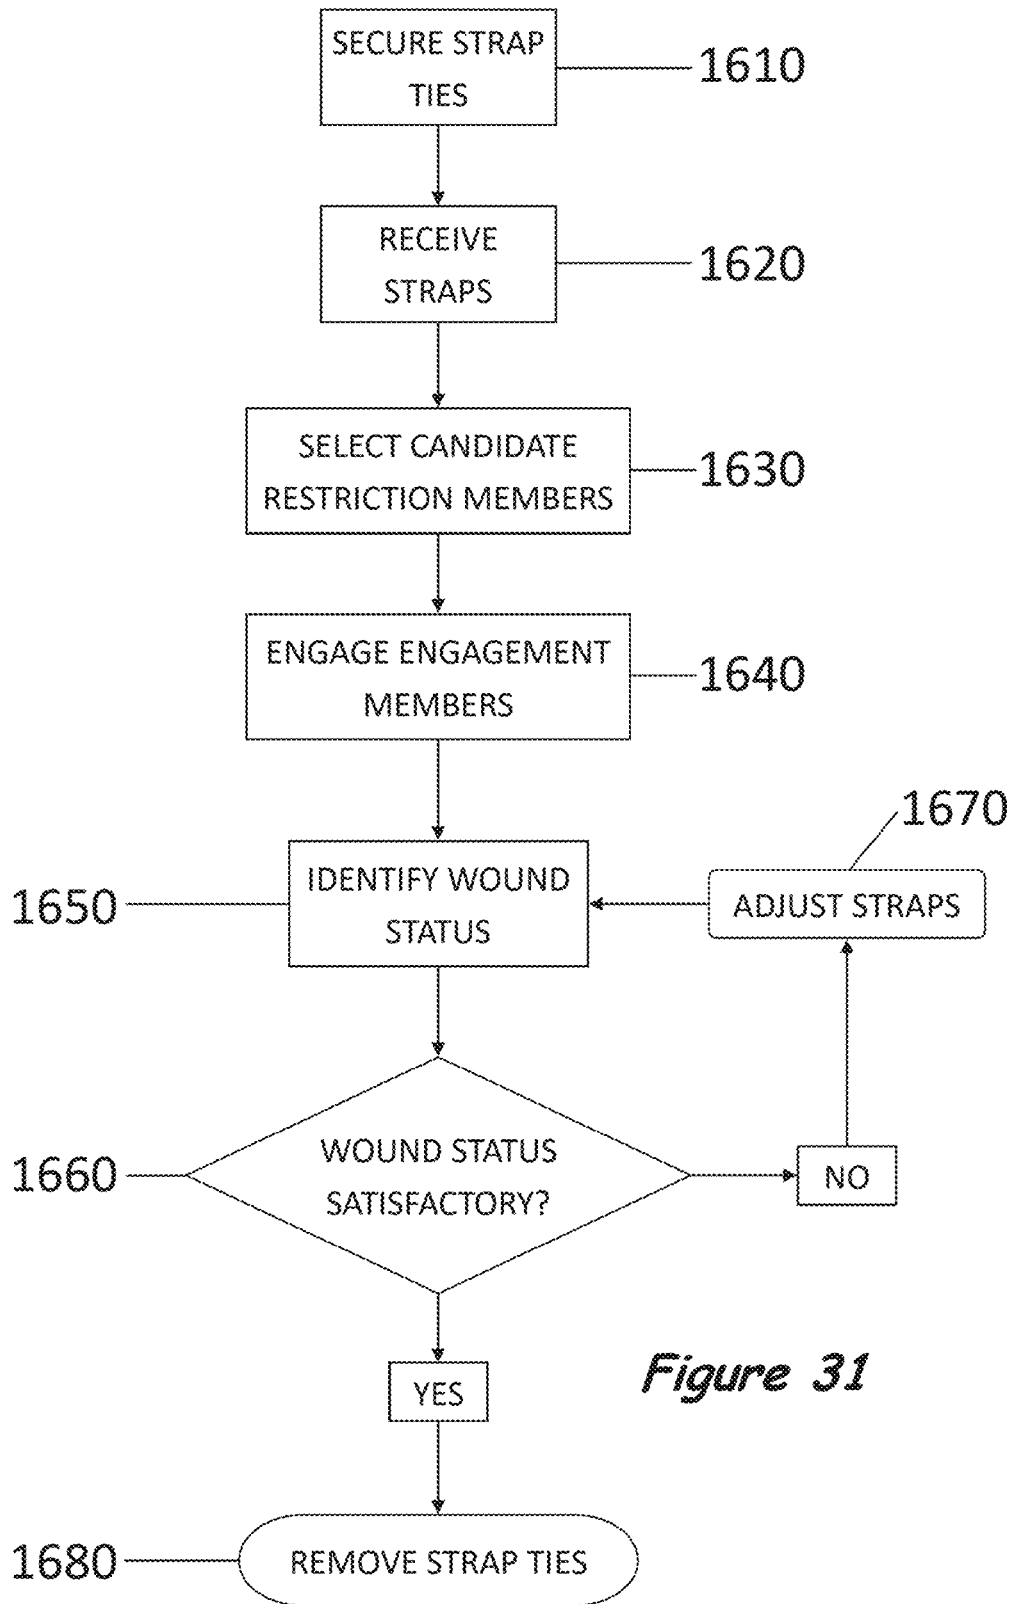 SECURE STRAP
TIES
1610
RECEIVE
STRAPS
1620
SELECT CANDIDATE
RESTRICTION MEMBERS
1630
ENGAGE ENGAGEMENT
MEMBERS
1640
1670
IDENTIFY WOUND
STATUS
1650
ADJUST STRAPS
WOUND STATUS
SATISFACTORY?
1660
NO
YES
Figure 31
REMOVE STRAP TIES
1680